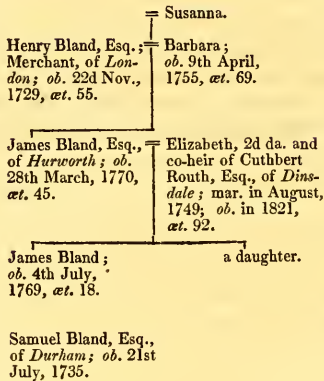 = Susanna.
Henry Bland, Esq.;
Merchant, of Lon-
don; ob. 22d Nov.,
1729, æt. 55.
= Barbara;
ob. 9th April,
1755, æt. 69.
James Bland, Esq.,
of Hurworth; ob.
28th March, 1770,
æt. 45.
= Elizabeth, 2d da. and
co-heir of Cuthbert
Routh, Esq., of Dins-
dale; mar. in August,
1749; ob. in 1821,
æt. 92.
James Bland;
ob. 4th July,
1769, æt. 18.
a daughter.
Samuel Bland, Esq.,
of Durham; ob. 21st
July, 1735.